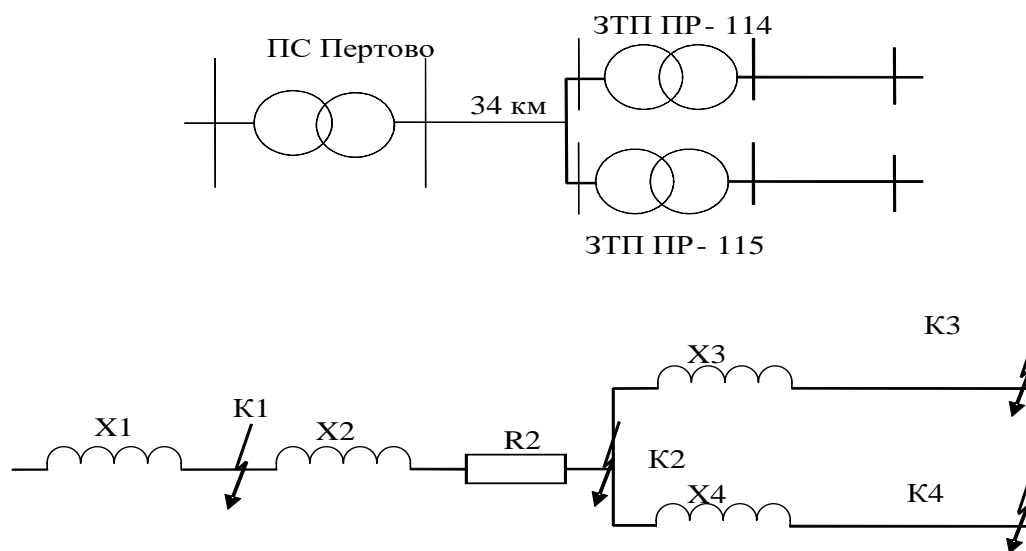 ЗТП ПР- 114
ПС Пертово
34 км
ЗТП ПР- 115
К3
Х3
К1
Х1
Х2
R2
К2
Х4
К4